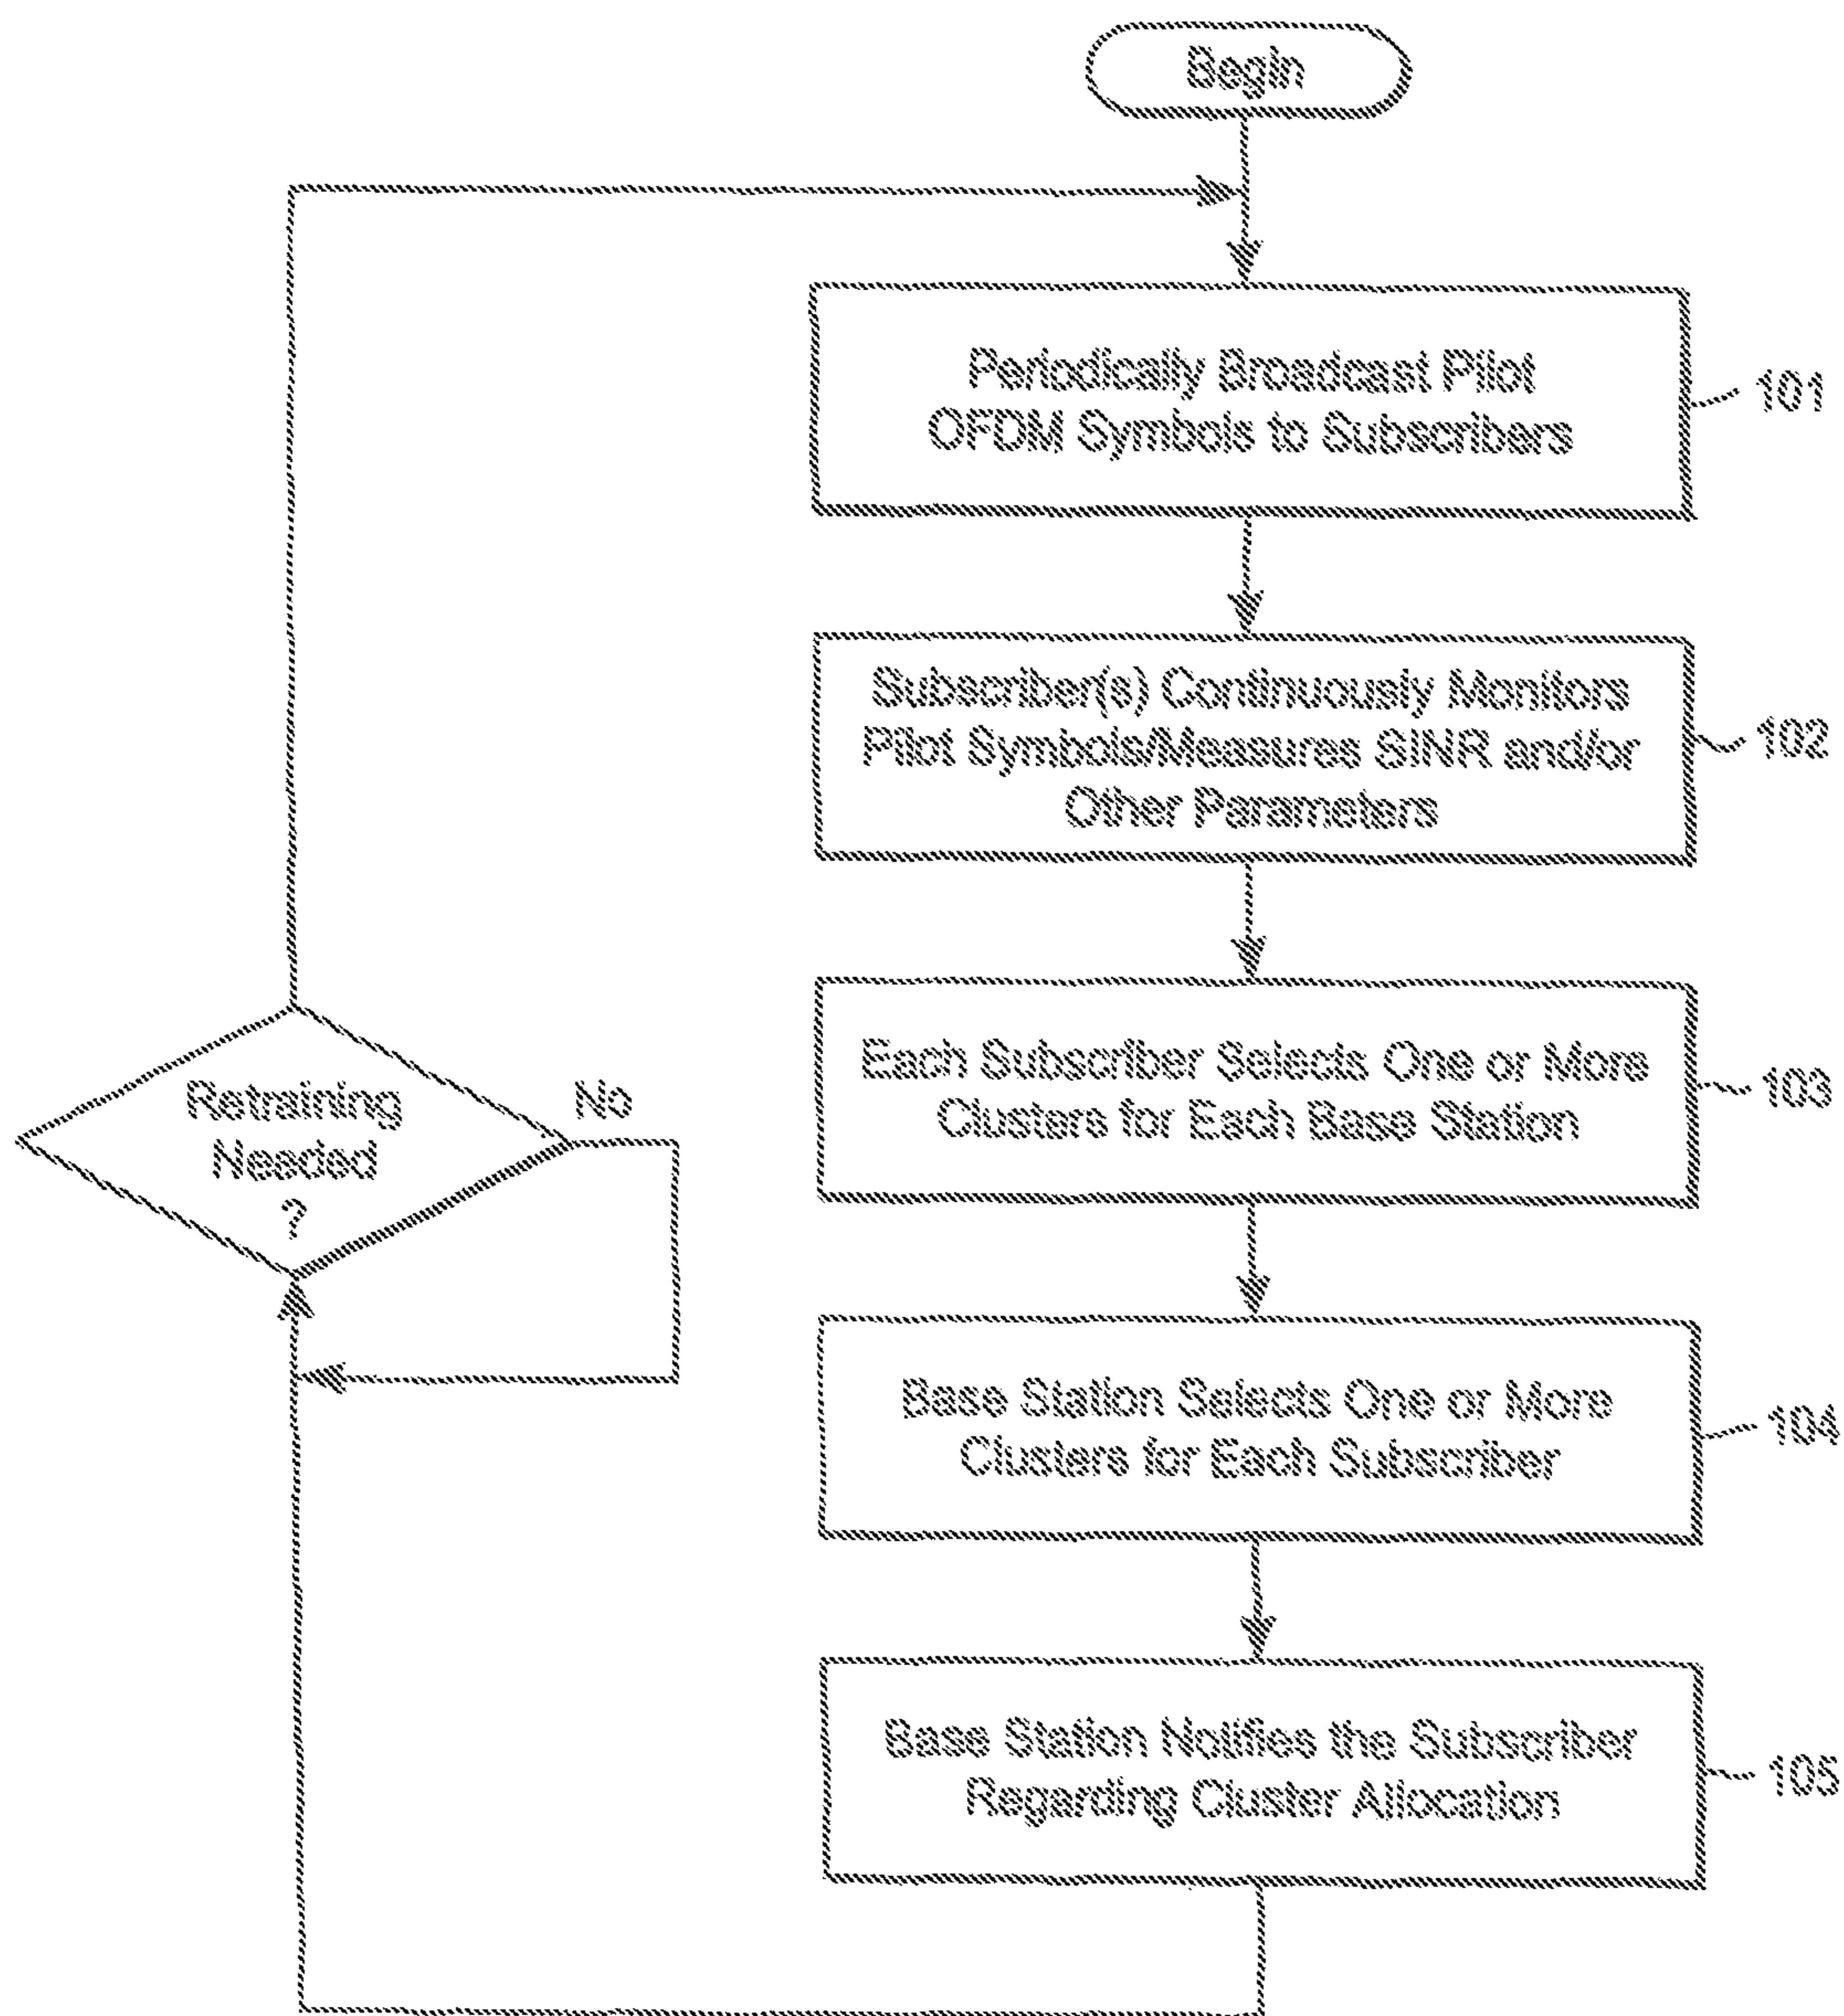 Begin
Periodically Broadcast Pilot
OFDM Symbols to Subscribers
101
Subscriber(s) Continuously Monitors
Pilot Symbols/Measures SINR and/or
Other Parameters
102
Each Subscriber Selects One or More
Clusters for Each Base Station
103
Retraining
Needed
?
No
Base Station Selects One or More
Clusters for Each Subscriber
104
Base Station Notifies the Subscriber
Regarding Cluster Allocation
105